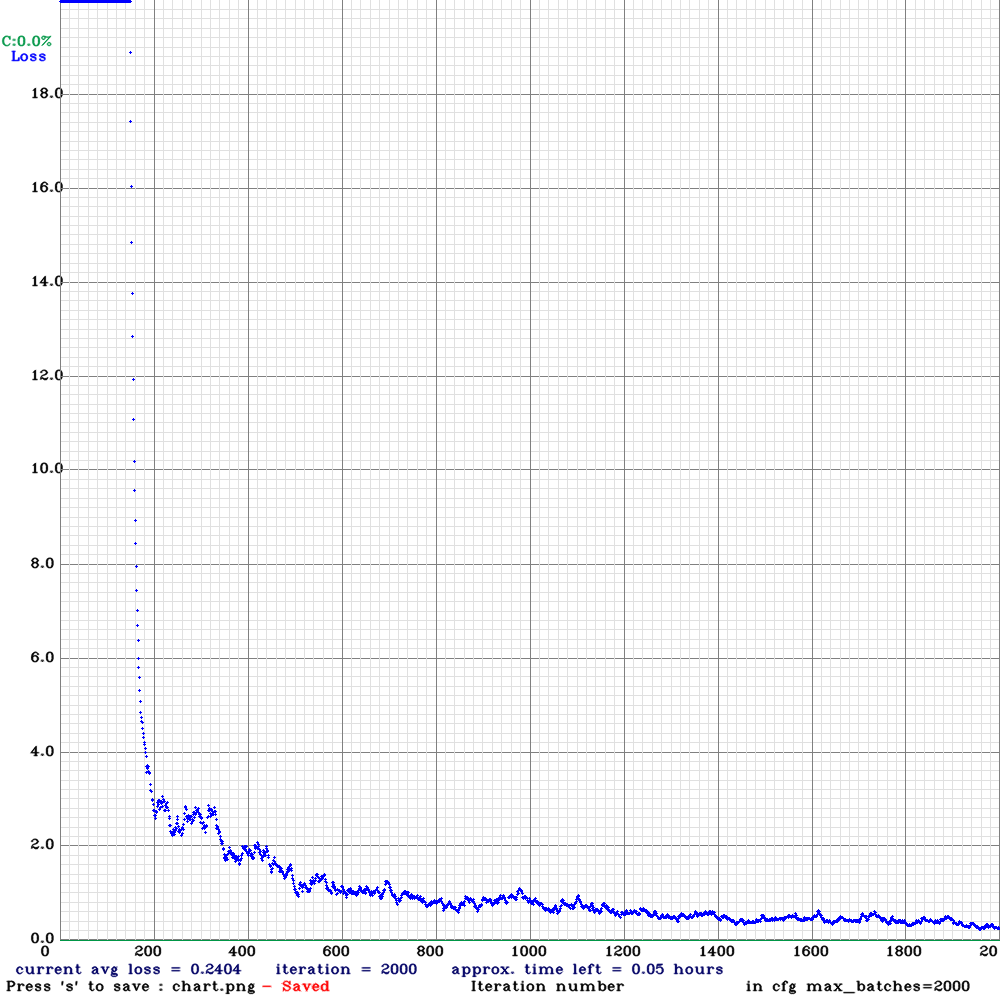 C:0.0%
Loss
18.0
16.0
14.0
12.0
10.0
8.0
6.0
4.0
2.0
0.0
0 200 400 600 800 1000 1200 1400 1600 1800 20
current avg loss = 0.2404 iteration = 2000 approx. time left = 0.05 hours
Press 's' to save : chart.png - Saved Iteration number in cfg max_batches=2000